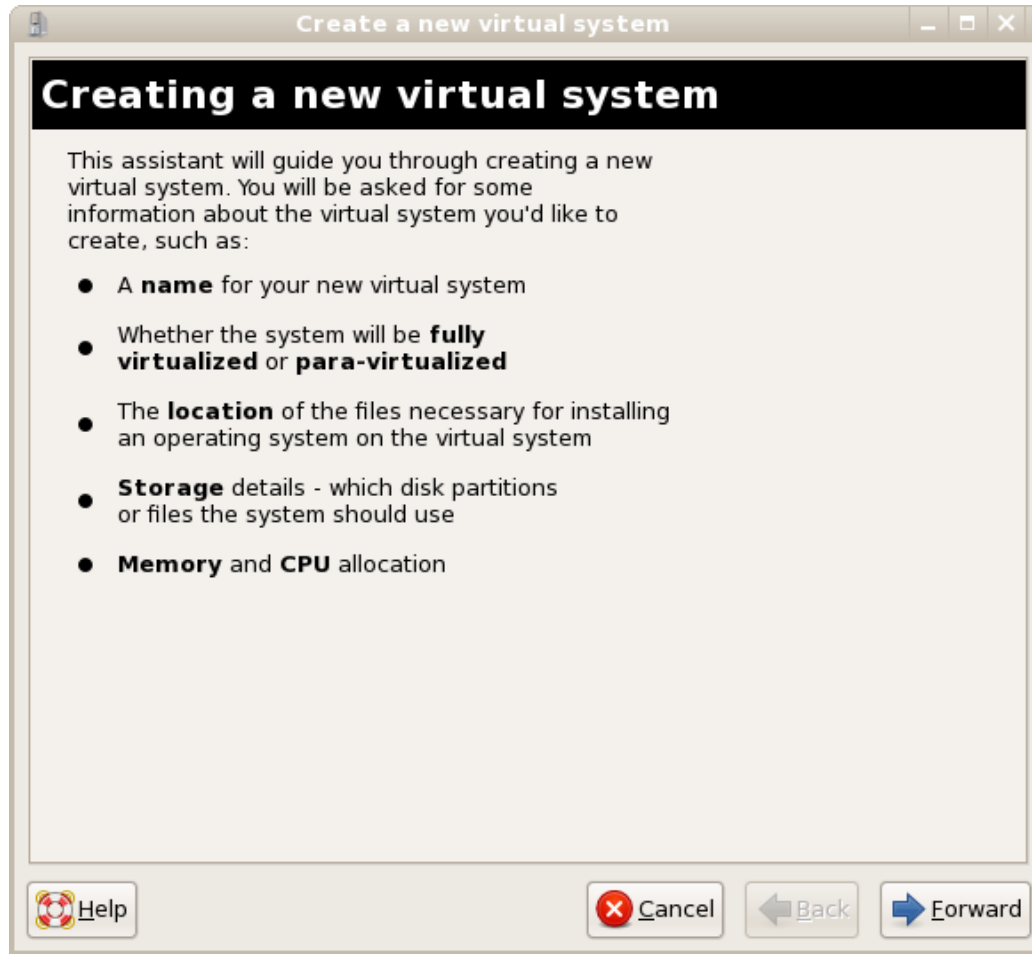 Create a new virtual system
Creating a new virtual system
This assistant will guide you through creating a new
virtual system. You will be asked for some
information about the virtual system you'd like to
create, such as:
● A name for your new virtual system
● Whether the system will be fully
virtualized or para-virtualized
● The location of the files necessary for installing
an operating system on the virtual system
● Storage details - which disk partitions
or files the system should use
● Memory and CPU allocation
Help
Cancel
Back
Forward